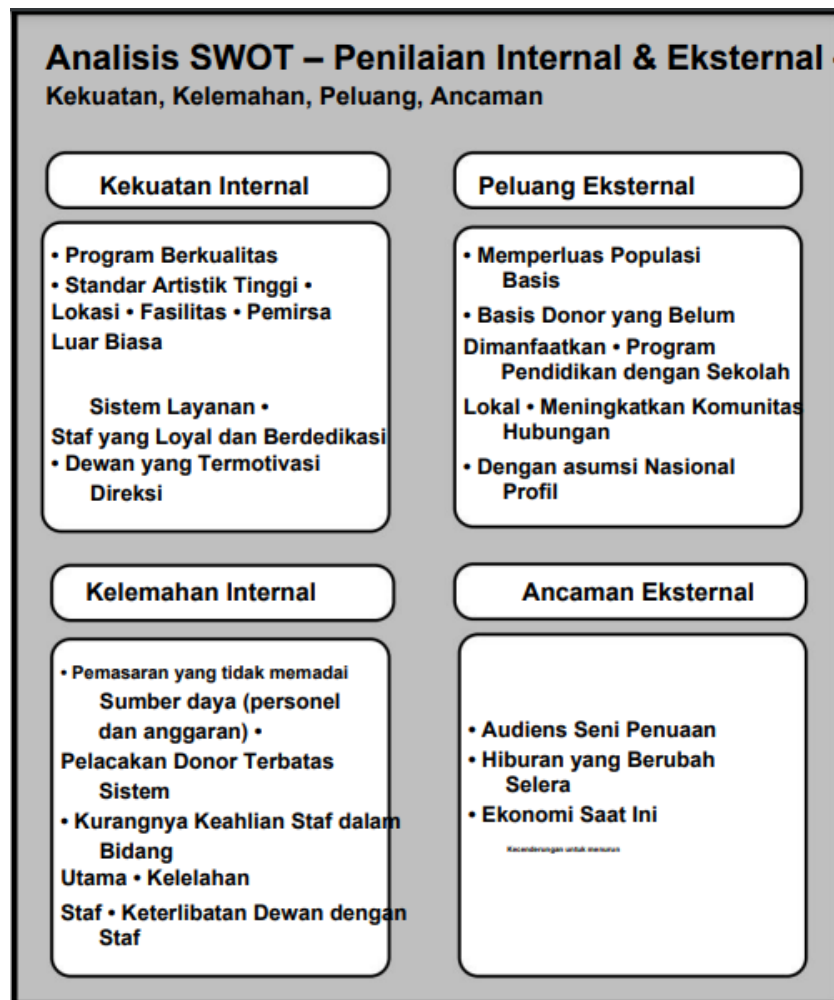 Analisis SWOT – Penilaian Internal & Eksternal
Kekuatan, Kelemahan, Peluang, Ancaman
Kekuatan Internal
• Program Berkualitas
• Standar Artistik Tinggi •
Lokasi • Fasilitas • Pemirsa
Luar Biasa
Sistem Layanan •
Staf yang Loyal dan Berdedikasi
• Dewan yang Termotivasi
Direksi
Peluang Eksternal
• Memperluas Populasi
Basis
• Basis Donor yang Belum
Dimanfaatkan • Program
Pendidikan dengan Sekolah
Lokal • Meningkatkan Komunitas
Hubungan
• Dengan asumsi Nasional
Profil
Kelemahan Internal
• Pemasaran yang tidak memadai
Sumber daya (personel
dan anggaran) •
Pelacakan Donor Terbatas
Sistem
• Kurangnya Keahlian Staf dalam
Bidang
Utama • Kelelahan
Staf • Keterlibatan Dewan dengan
Staf
Ancaman Eksternal
• Audiens Seni Penuaan
• Hiburan yang Berubah
Selera
• Ekonomi Saat Ini
Kecenderungan untuk menurun